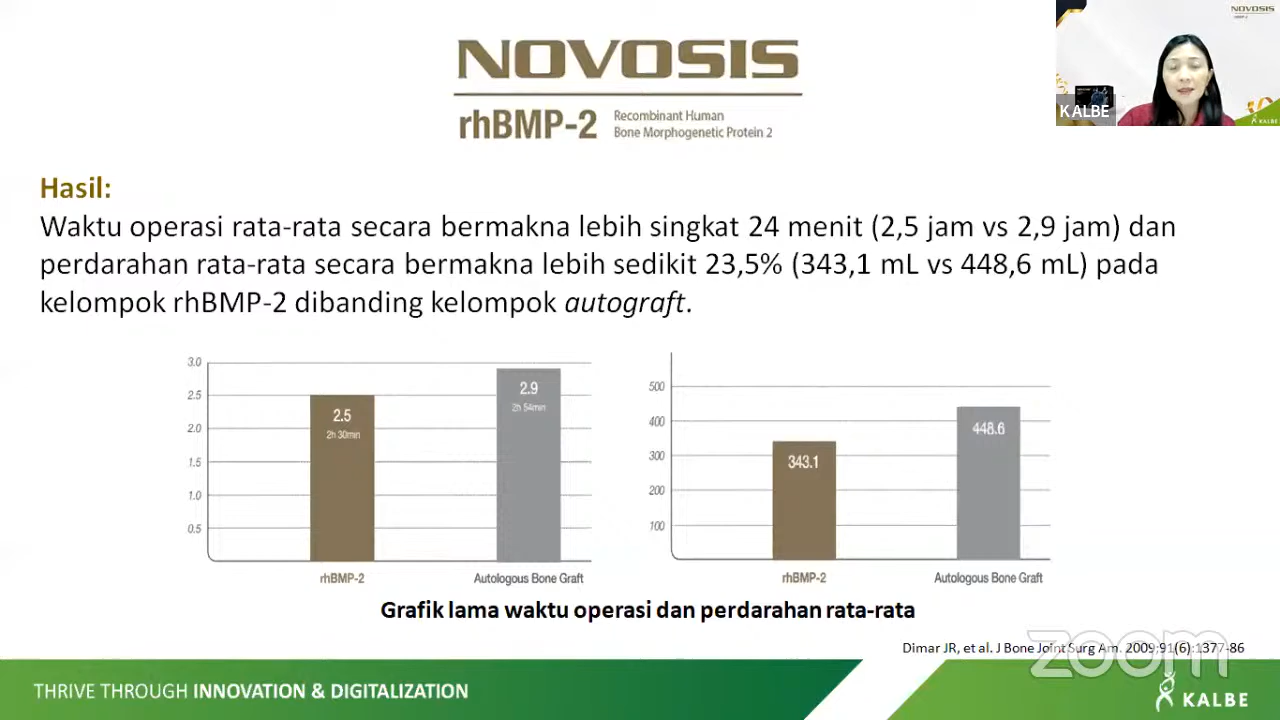 NOVOSIS
rhBMP-2
Recombinant Human
Bone Morphogenetic Protein 2
NOVOSIS
KALBE
KALBE
Hasil:
Waktu operasi rata-rata secara bermakna lebih singkat 24 menit (2,5 jam vs 2,9 jam) dan
perdarahan rata-rata secara bermakna lebih sedikit 23,5% (343,1 mL vs 448,6 mL) pada
kelompok rhBMP-2 dibanding kelompok autograft.
3.0
2.5
2.0
1.5
1.0
0.5
2.5
2h 30min
2.9
2h 54min
rhBMP-2
Autologous Bone Graft
500
400
300
200
100
343.1
448.6
rhBMP-2
Autologous Bone Graft
Grafik lama waktu operasi dan perdarahan rata-rata
Dimar JR, et al. J Bone Joint Surg Am. 2009;91(6):1377-86
zoom
THRIVE THROUGH INNOVATION & DIGITALIZATION
KALBE